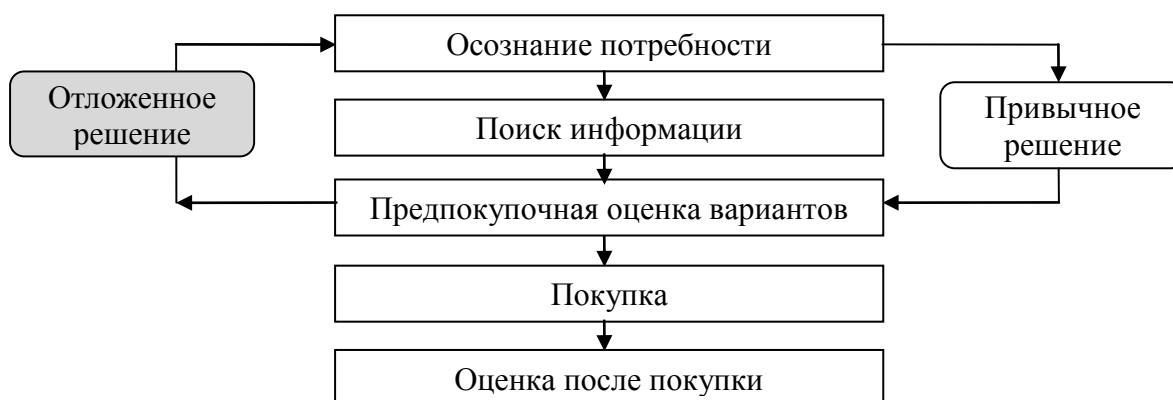 Осознание потребности
Отложенное
решение
Привычное
решение
Поиск информации
Предпокупочная оценка вариантов
Покупка
Оценка после покупки